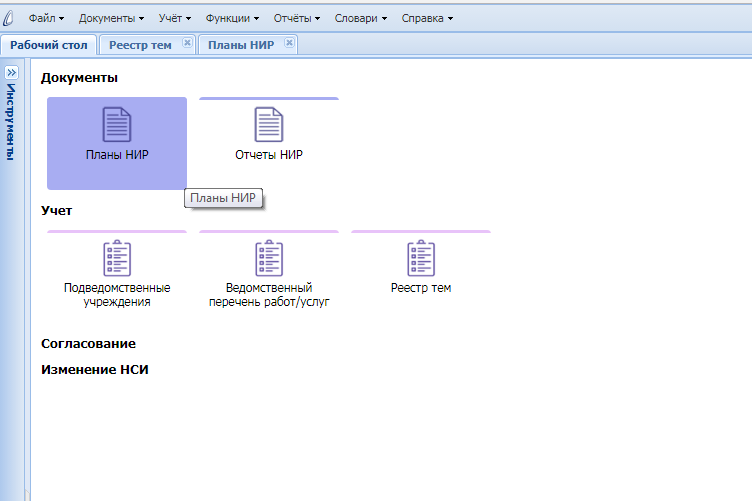 Файл Документы Учёт Функции Отчёты Словари Справка
Рабочий стол Реестр тем Планы НИР
Инструменты
Документы
Планы НИР Отчеты НИР
Планы НИР
Учет
Подведомственные Ведомственный Реестр тем
учреждения перечень работ/услуг
Согласование
Изменение НСИ